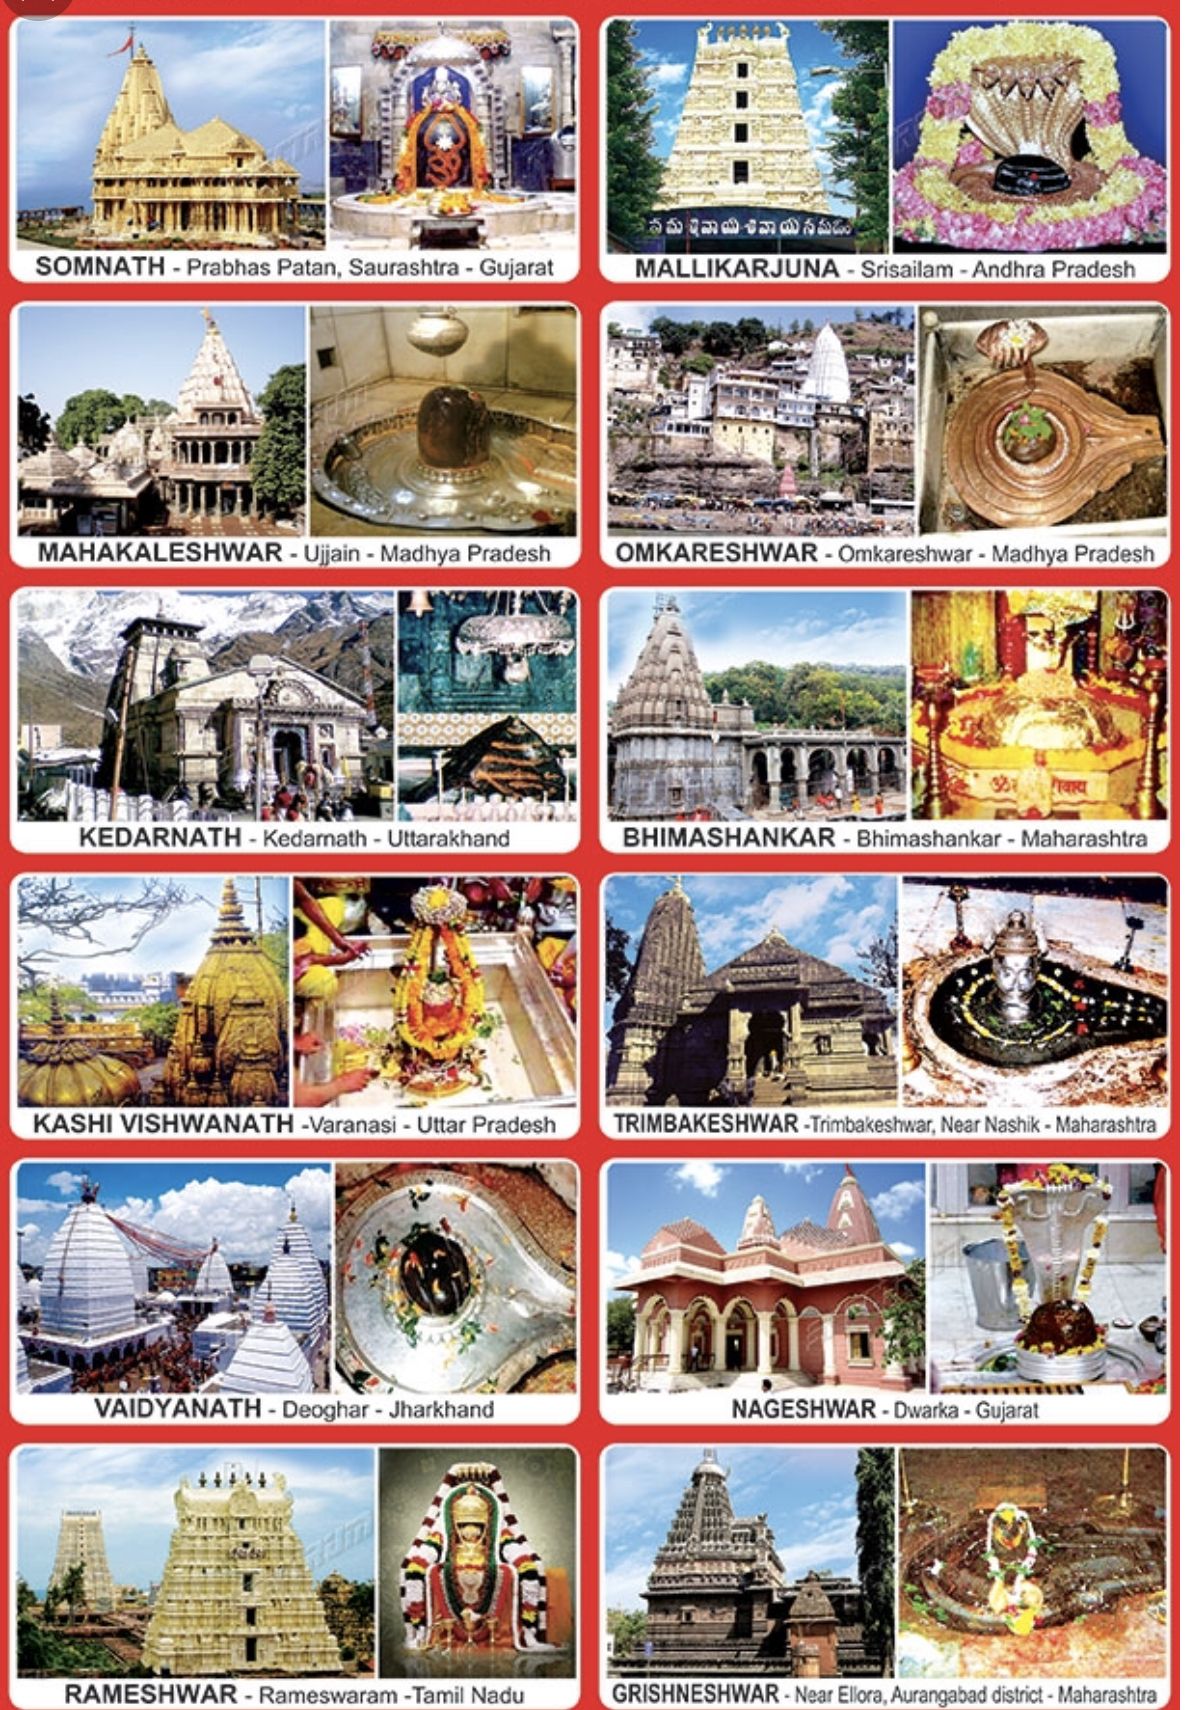 SOMNATH - Prabhas Patan, Saurashtra - Gujarat
MALLIKARJUNA - Srisailam - Andhra Pradesh
MAHAKALESHWAR - Ujjain - Madhya Pradesh
OMKARESHWAR - Omkareshwar - Madhya Pradesh
KEDARNATH - Kedarnath - Uttarakhand
BHIMASHANKAR - Bhimashankar - Maharashtra
KASHI VISHWANATH -Varanasi - Uttar Pradesh
TRIMBAKESHWAR -Trimbakeshwar, Near Nashik - Maharashtra
VAIDYANATH - Deoghar - Jharkhand
NAGESHWAR - Dwarka - Gujarat
RAMESHWAR - Rameswaram -Tamil Nadu
GRISHNESHWAR - Near Ellora, Aurangabad district - Maharashtra